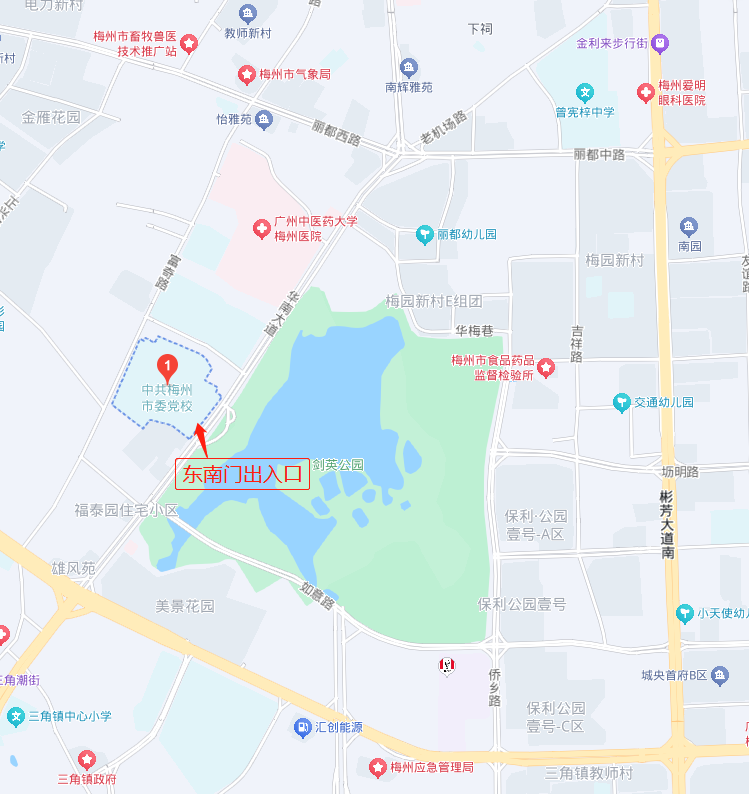 电力新村
教师新村
梅州市畜牧兽医
技术推广站
下祠
金利来步行街
梅州市气象局
南辉雅苑
梅州爱明
眼科医院
曾宪梓中学
金雁花园
怡雅苑
丽都西路
老机场路
丽都中路
广州中医药大学
梅州医院
丽都幼儿园
南园
富奇路
梅园新村
华南大道
梅园新村E组团
华梅巷
吉祥路
梅州市食品药品
监督检验所
1
中共梅州
市委党校
交通幼儿园
东南门出入口
剑英公园
坜明路
福泰园住宅小区
彬芳大道南
保利·公园
壹号-A区
雄风苑
如意路
美景花园
保利公园壹号
小天使幼儿
三角潮街
侨乡路
城央首府B区
三角镇中心小学
保利公园
壹号-C区
汇创能源
三角镇政府
梅州应急管理局
三角镇教师村